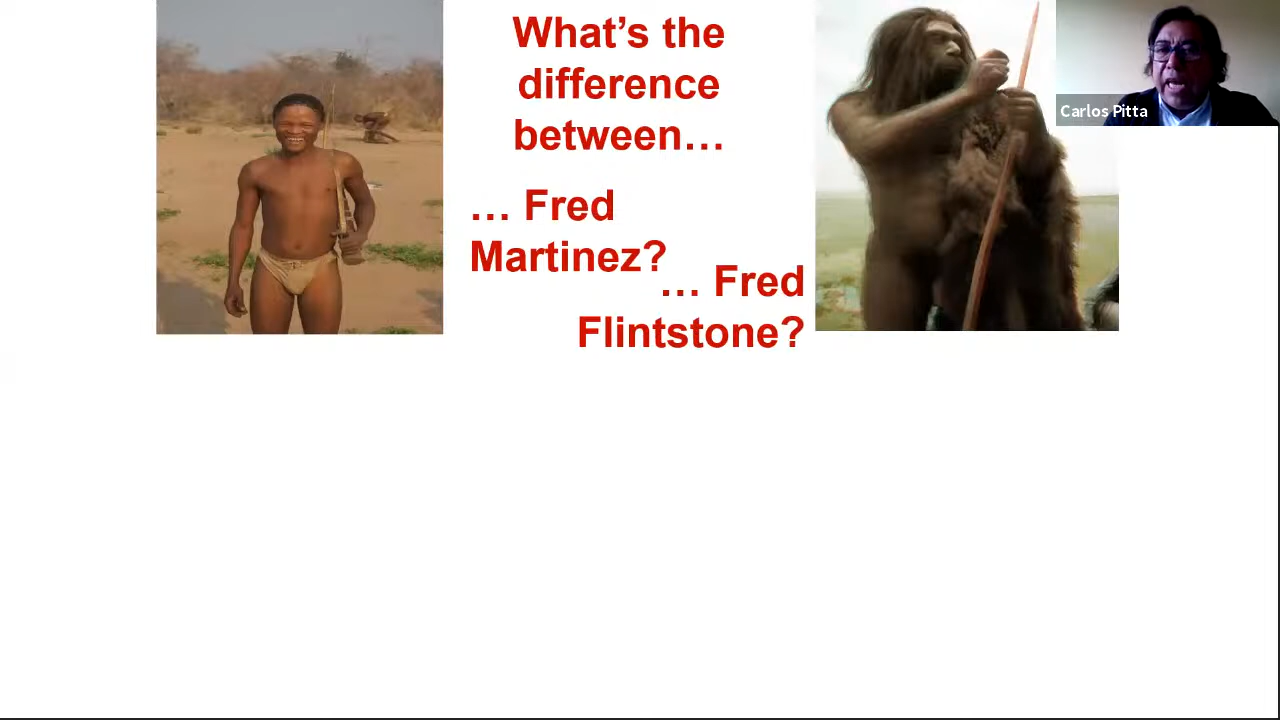 What’s the
difference
between…
… Fred
Martinez?
… Fred
Flintstone?
Carlos Pitta